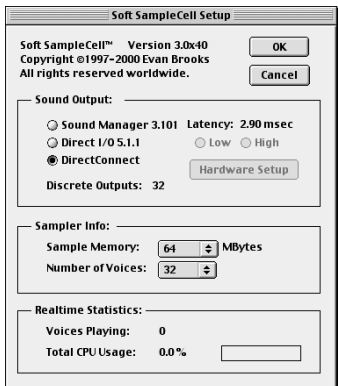 Soft SampleCell Setup
Soft SampleCell™ Version 3.0x40
Copyright ©1997-2000 Evan Brooks
All rights reserved worldwide.
OK
Cancel
Sound Output:
Sound Manager 3.101 Latency: 2.90 msec
Direct I/O 5.1.1 Low High
DirectConnect Hardware Setup
Discrete Outputs: 32
Sampler Info:
Sample Memory: 64 MBytes
Number of Voices: 32
Realtime Statistics:
Voices Playing: 0
Total CPU Usage: 0.0%